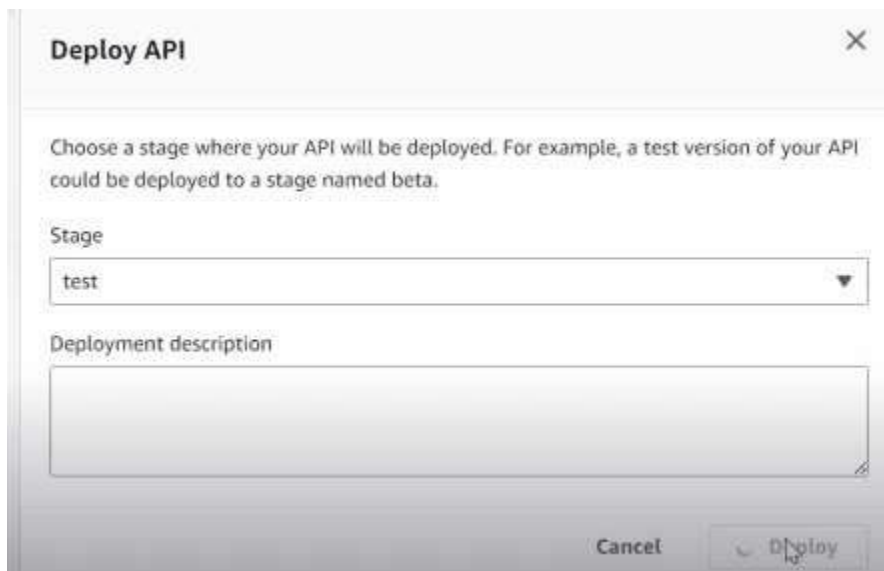 Deploy API
Choose a stage where your API will be deployed. For example, a test version of your API
could be deployed to a stage named beta.
Stage
test
Deployment description
Cancel
Deploy